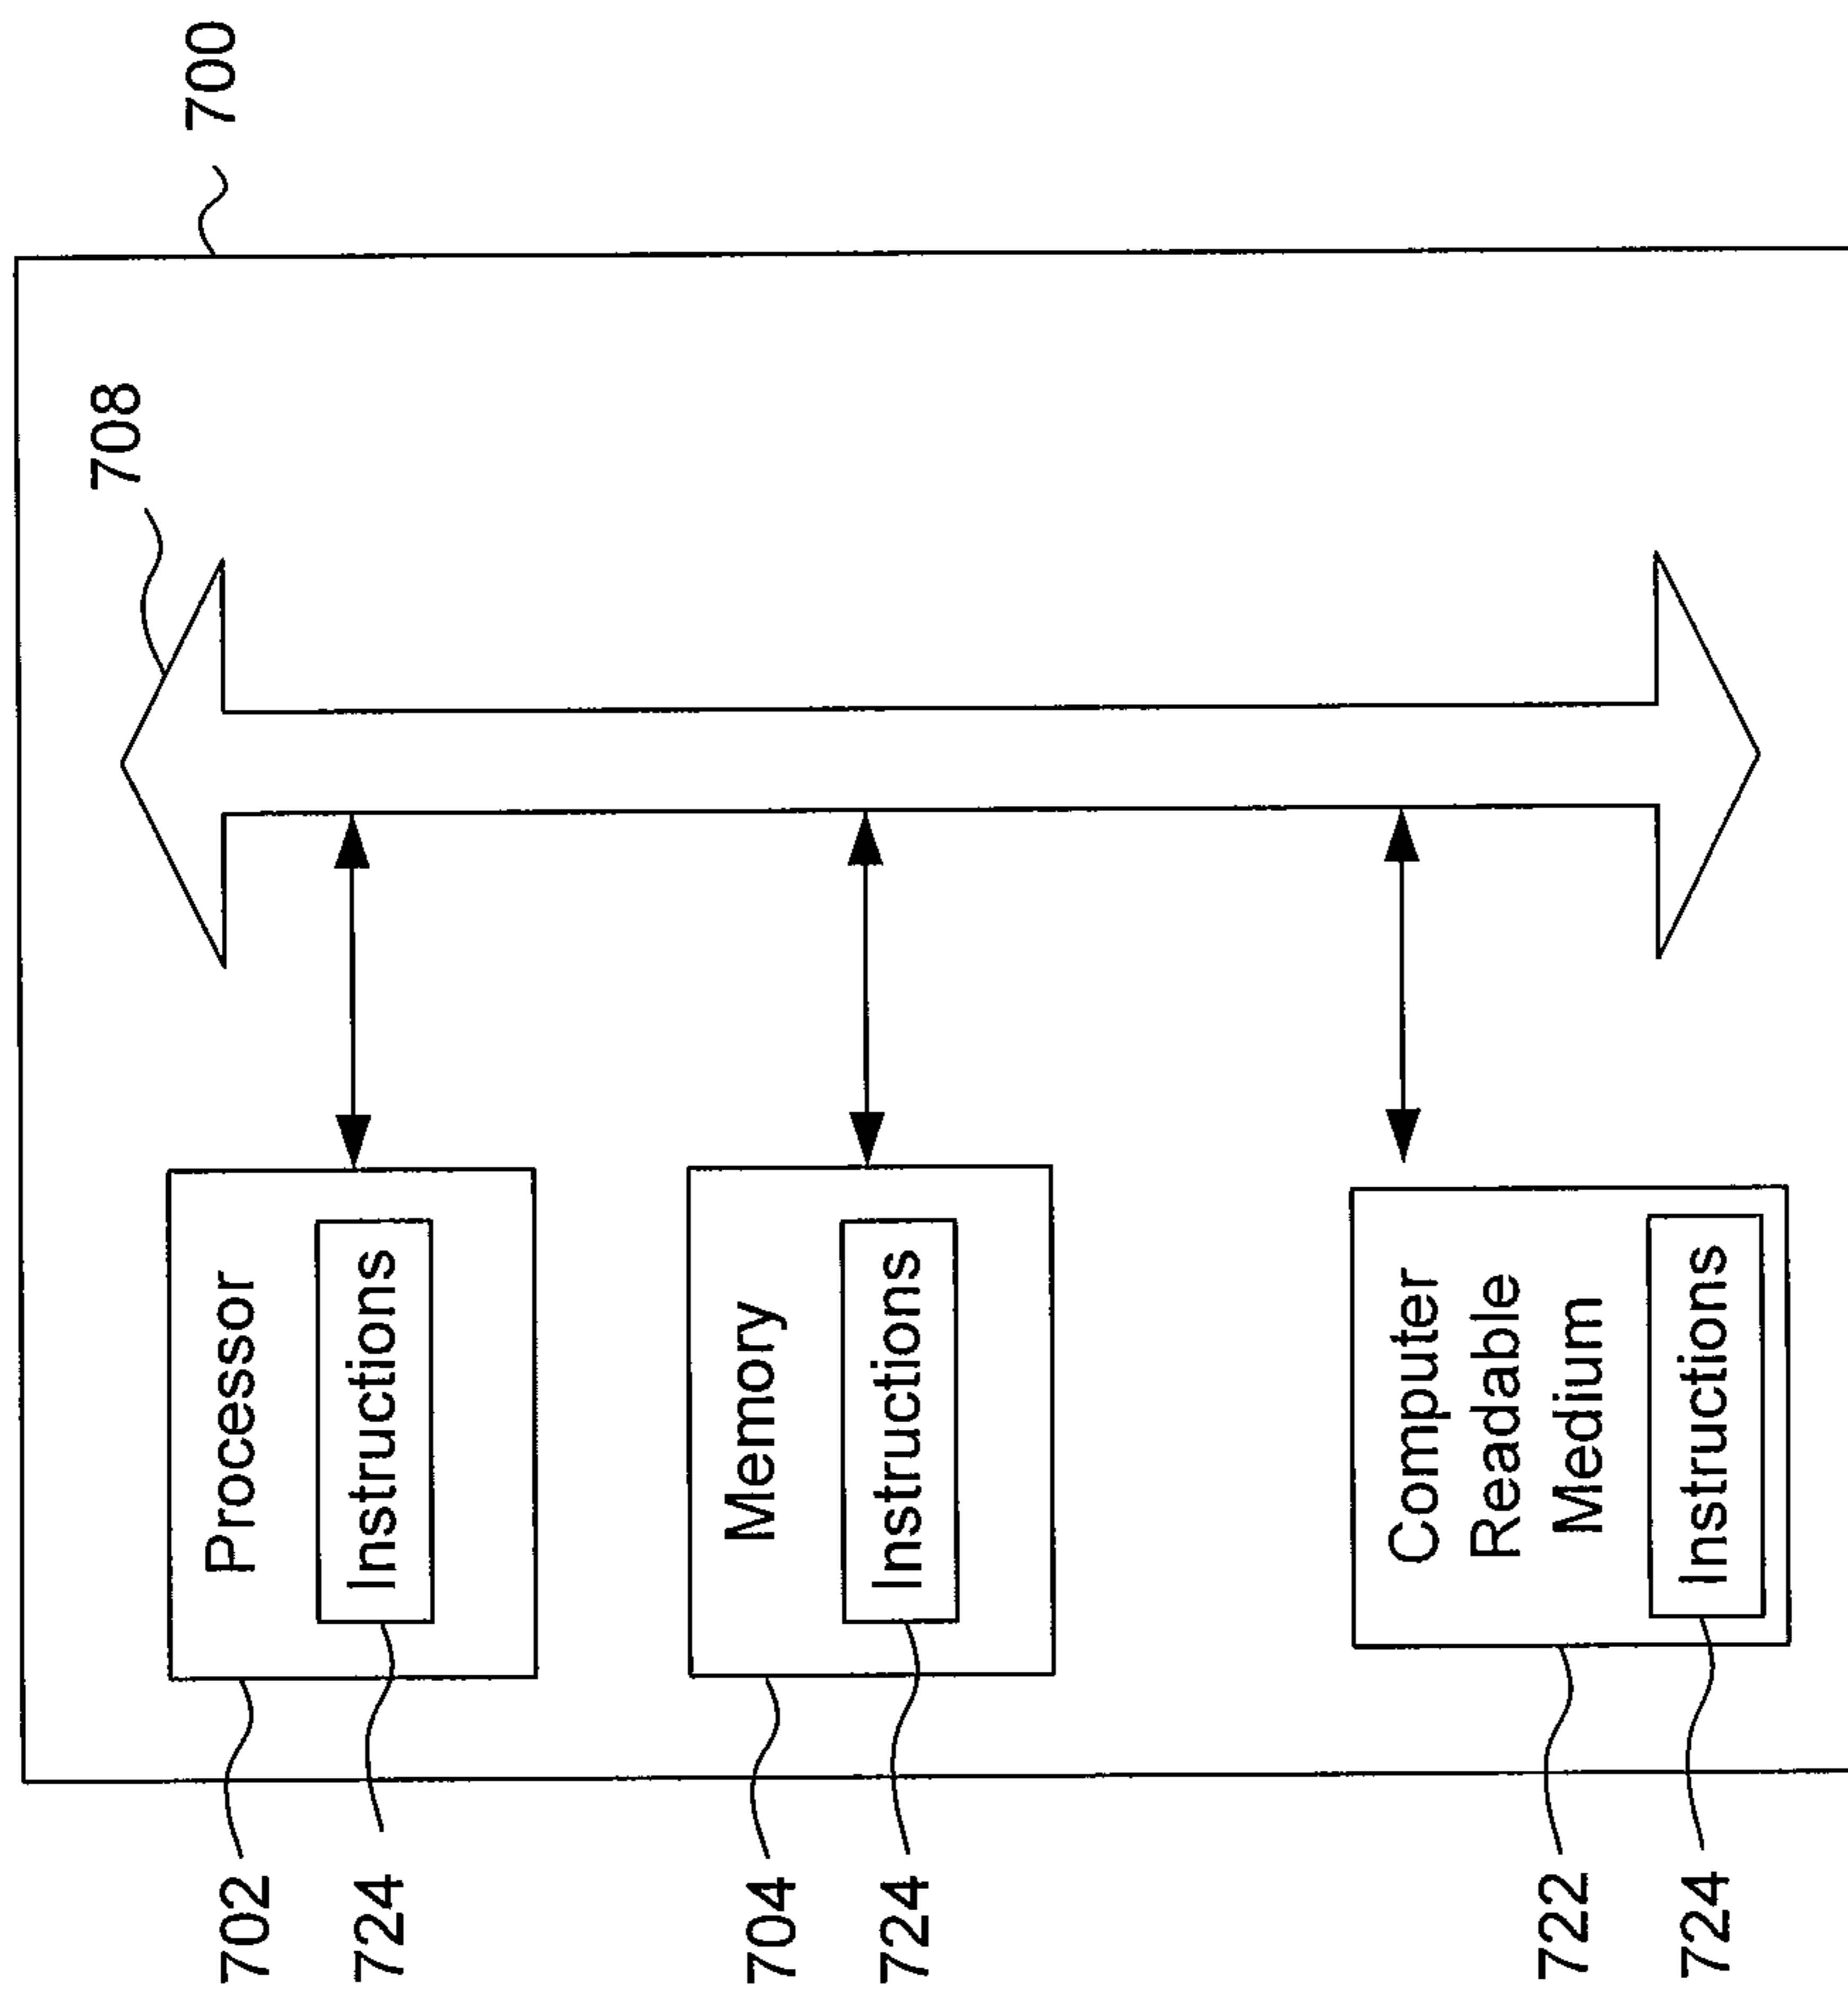 700
708
702
Processor
724
Instructions
704
Memory
724
Instructions
722
Computer
Readable
Medium
724
Instructions